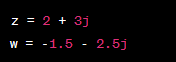 z = 2 + 3j
w = -1.5 - 2.5j